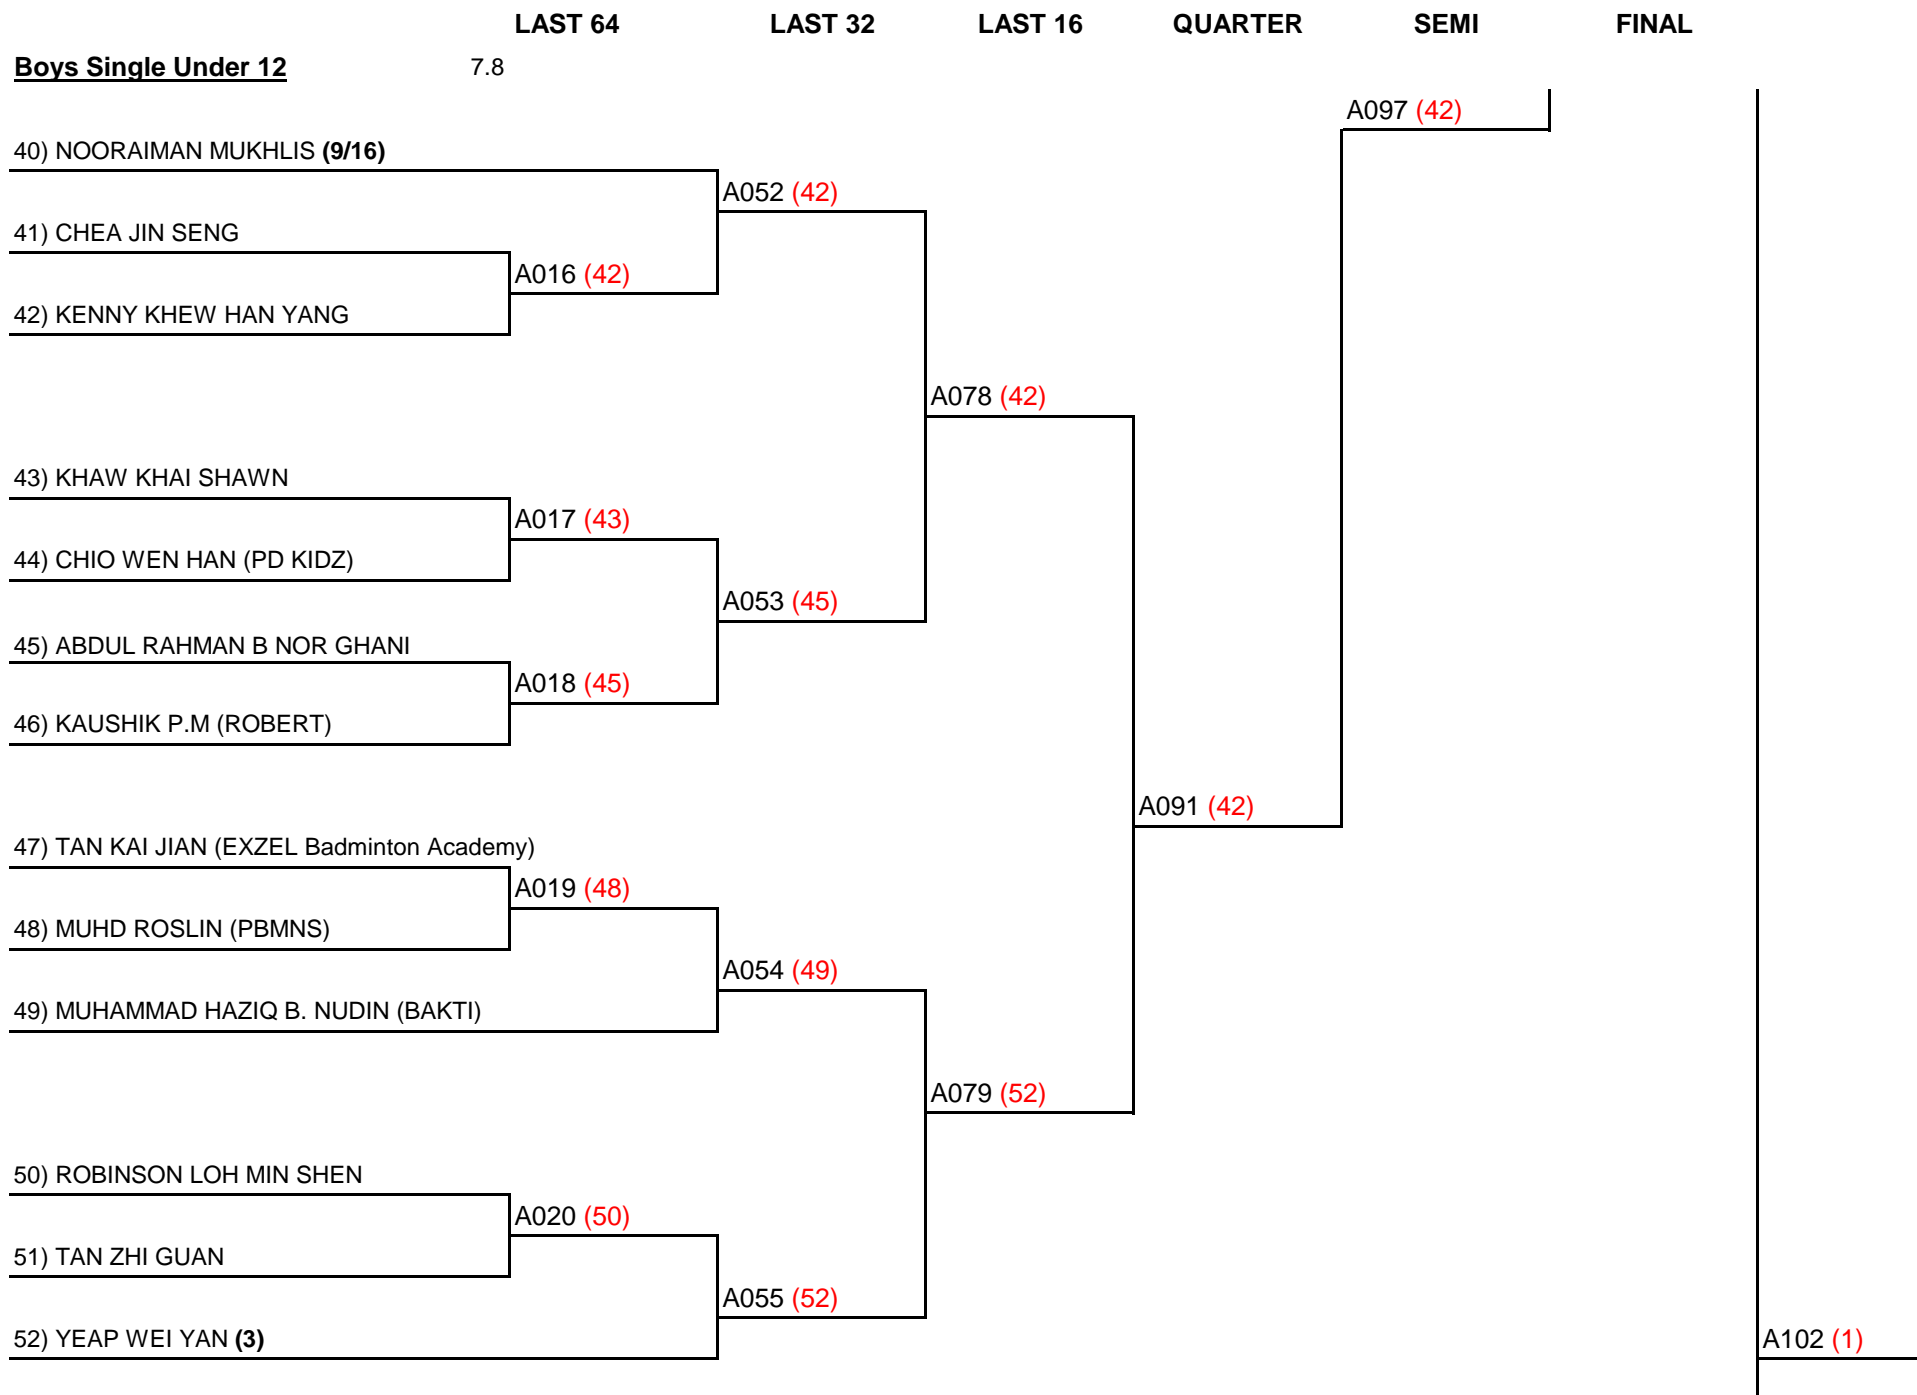 LAST 64 LAST 32 LAST 16 QUARTER SEMI FINAL
Boys Single Under 12 7.8
A097 (42)
40) NOORAIMAN MUKHLIS (9/16)
A052 (42)
41) CHEA JIN SENG
A016 (42)
42) KENNY KHEW HAN YANG
A078 (42)
43) KHAW KHAI SHAWN
A017 (43)
44) CHIO WEN HAN (PD KIDZ)
A053 (45)
45) ABDUL RAHMAN B NOR GHANI
A018 (45)
46) KAUSHIK P.M (ROBERT)
A091 (42)
47) TAN KAI JIAN (EXZEL Badminton Academy)
A019 (48)
48) MUHD ROSLIN (PBMNS)
A054 (49)
49) MUHAMMAD HAZIQ B. NUDIN (BAKTI)
A079 (52)
50) ROBINSON LOH MIN SHEN
A020 (50)
51) TAN ZHI GUAN
A055 (52)
52) YEAP WEI YAN (3)
A102 (1)